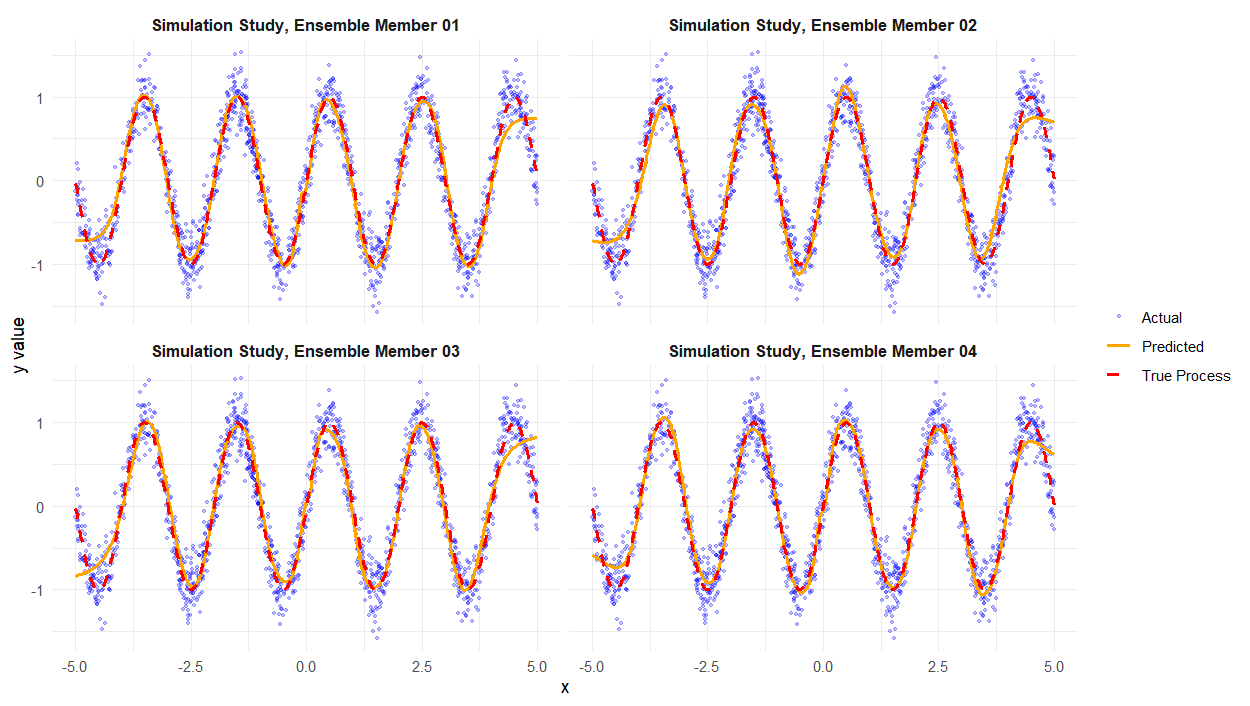 Simulation Study, Ensemble Member 01
Simulation Study, Ensemble Member 02
1
0
-1
Simulation Study, Ensemble Member 03
Simulation Study, Ensemble Member 04
1
0
-1
y value
-5.0 -2.5 0.0 2.5 5.0
-5.0 -2.5 0.0 2.5 5.0
x
Actual
Predicted
True Process